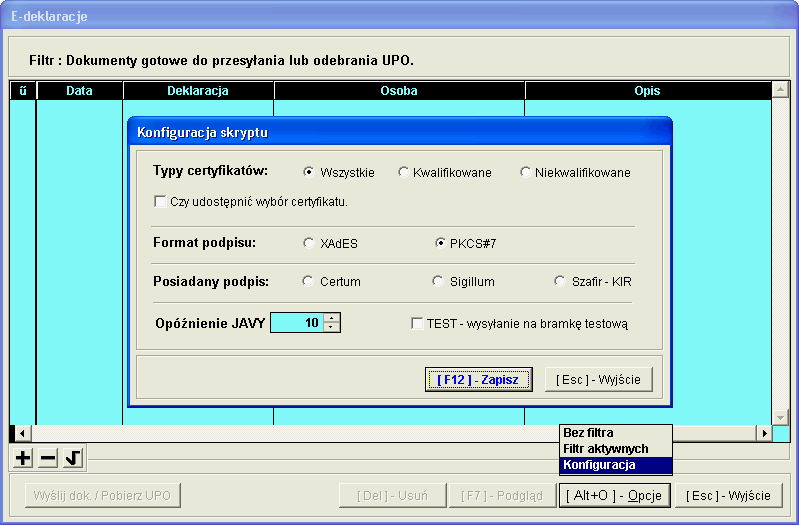 E-deklaracje
Filtr : Dokumenty gotowe do przesyłania lub odebrania UPO.
ű Data Deklaracja Osoba Opis
Konfiguracja skryptu
Typy certyfikatów: Wszystkie Kwalifikowane Niekwalifikowane
Czy udostępnić wybór certyfikatu.
Format podpisu: XAdES PKCS#7
Posiadany podpis: Certum Sigillum Szafir - KIR
Opóźnienie JAVY 10 TEST - wysyłanie na bramkę testową
[ F12 ] - Zapisz [ Esc ] - Wyjście
Bez filtra
Filtr aktywnych
Konfiguracja
Wyślij dok. / Pobierz UPO [ Del ] - Usuń [ F7 ] - Podgląd [ Alt+O ] - Opcje [ Esc ] - Wyjście